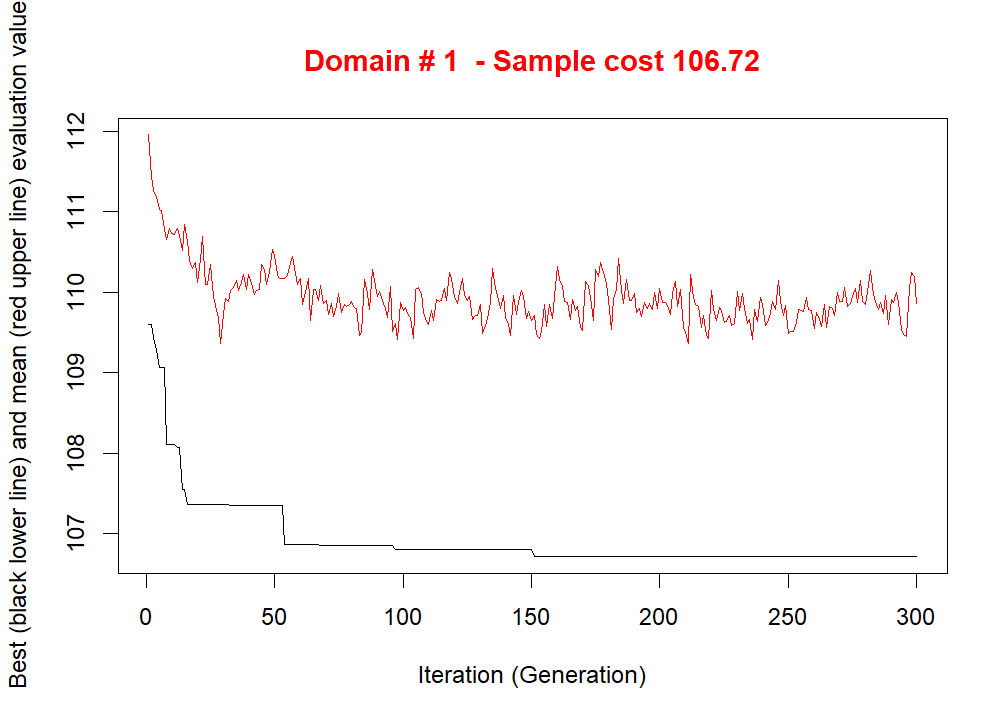 Domain # 1  - Sample cost 106.72
Best (black lower line) and mean (red upper line) evaluation value
112
111
110
109
108
107
0 50 100 150 200 250 300
Iteration (Generation)